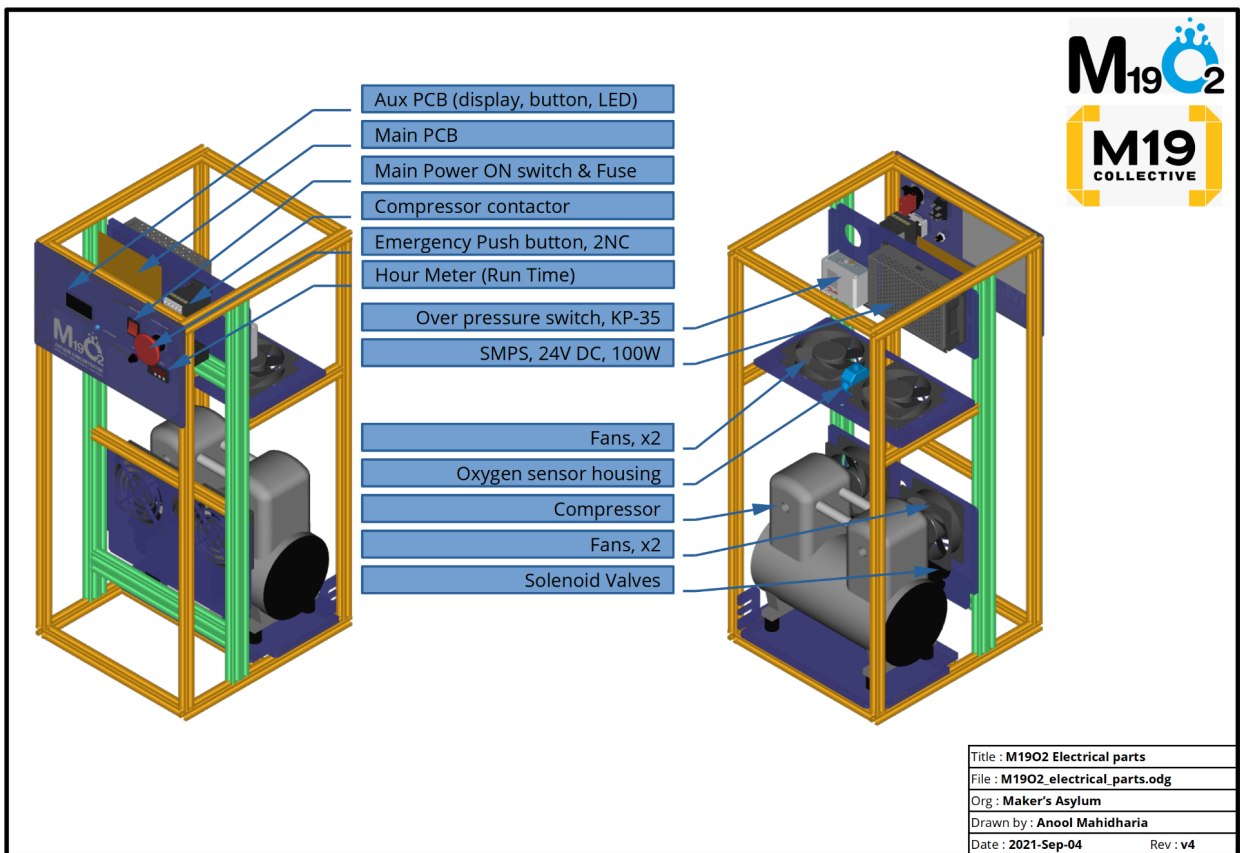 M19O2
M19
COLLECTIVE
Aux PCB (display, button, LED)
Main PCB
Main Power ON switch & Fuse
Compressor contactor
Emergency Push button, 2NC
Hour Meter (Run Time)
Over pressure switch, KP-35
SMPS, 24V DC, 100W
Fans, x2
Oxygen sensor housing
Compressor
Fans, x2
Solenoid Valves
M19O2
Title : M19O2 Electrical parts
File : M19O2_electrical_parts.odg
Org : Maker's Asylum
Drawn by : Anool Mahidharia
Date : 2021-Sep-04 Rev : v4